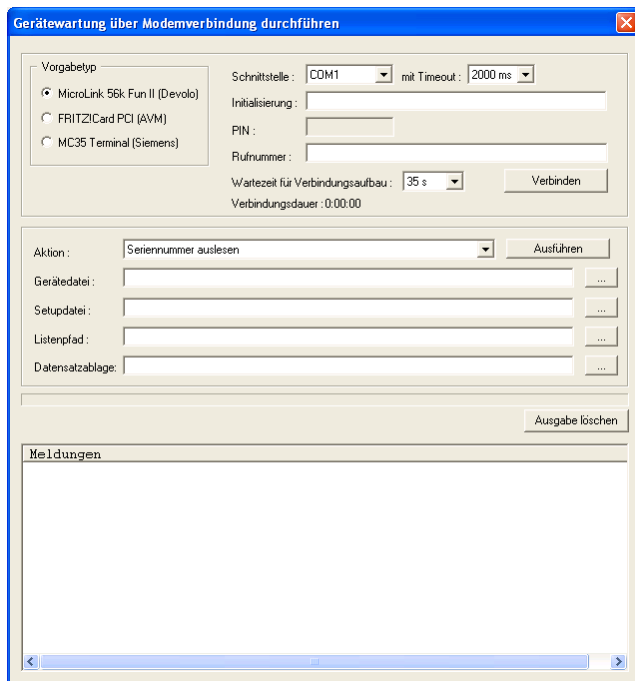 Gerätewartung über Modemverbindung durchführen
Vorgabetyp
MicroLink 56k Fun II (Devolo)
FRITZ!Card PCI (AVM)
MC35 Terminal (Siemens)
Schnittstelle : COM1 mit Timeout : 2000 ms
Initialisierung :
PIN :
Rufnummer :
Wartezeit für Verbindungsaufbau : 35 s Verbinden
Verbindungsdauer : 0:00:00
Aktion : Seriennummer auslesen Ausführen
Gerätedatei : ...
Setupdatei : ...
Listenpfad : ...
Datensatzablage: ...
Ausgabe löschen
Meldungen